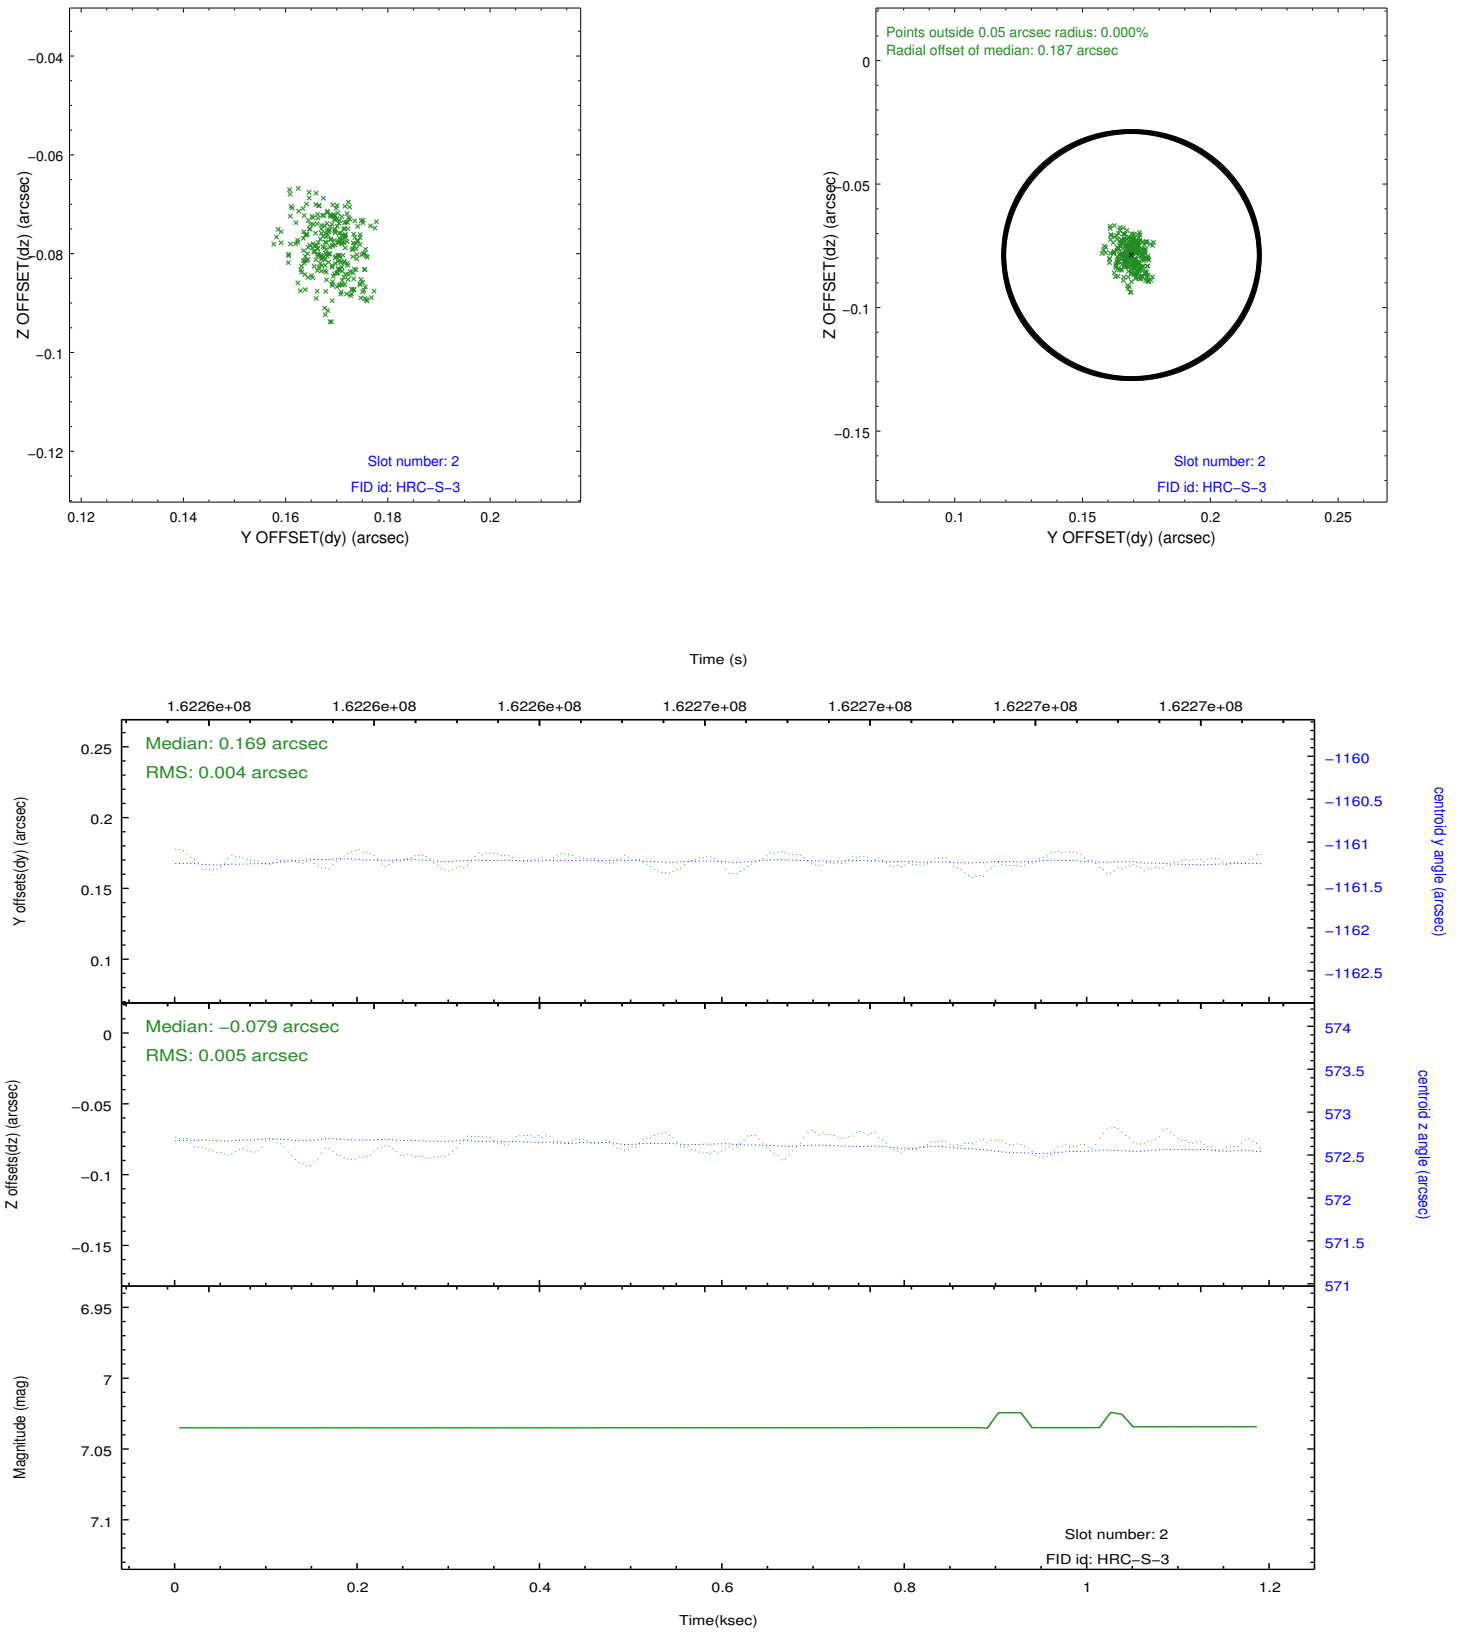 −0.04
−0.06
−0.08
−0.1
−0.12
Z OFFSET(dz) (arcsec)
Slot number: 2
FID id: HRC−S−3
0.12 0.14 0.16 0.18 0.2
Y OFFSET(dy) (arcsec)
Points outside 0.05 arcsec radius: 0.000%
Radial offset of median: 0.187 arcsec
0
−0.05
−0.1
−0.15
Z OFFSET(dz) (arcsec)
Slot number: 2
FID id: HRC−S−3
0.1 0.15 0.2 0.25
Y OFFSET(dy) (arcsec)
Time (s)
1.6226e+08 1.6226e+08 1.6226e+08 1.6227e+08 1.6227e+08 1.6227e+08 1.6227e+08
Median: 0.169 arcsec
RMS: 0.004 arcsec
0.25
0.2
0.15
0.1
Y offsets(dy) (arcsec)
−1160
−1160.5
−1161
−1161.5
−1162
−1162.5
centroid y angle (arcsec)
Median: −0.079 arcsec
RMS: 0.005 arcsec
0
−0.05
−0.1
−0.15
Z offsets(dz) (arcsec)
574
573.5
573
572.5
572
571.5
571
centroid z angle (arcsec)
6.95
7
7.05
7.1
Magnitude (mag)
Slot number: 2
FID id: HRC−S−3
0 0.2 0.4 0.6 0.8 1 1.2
Time(ksec)